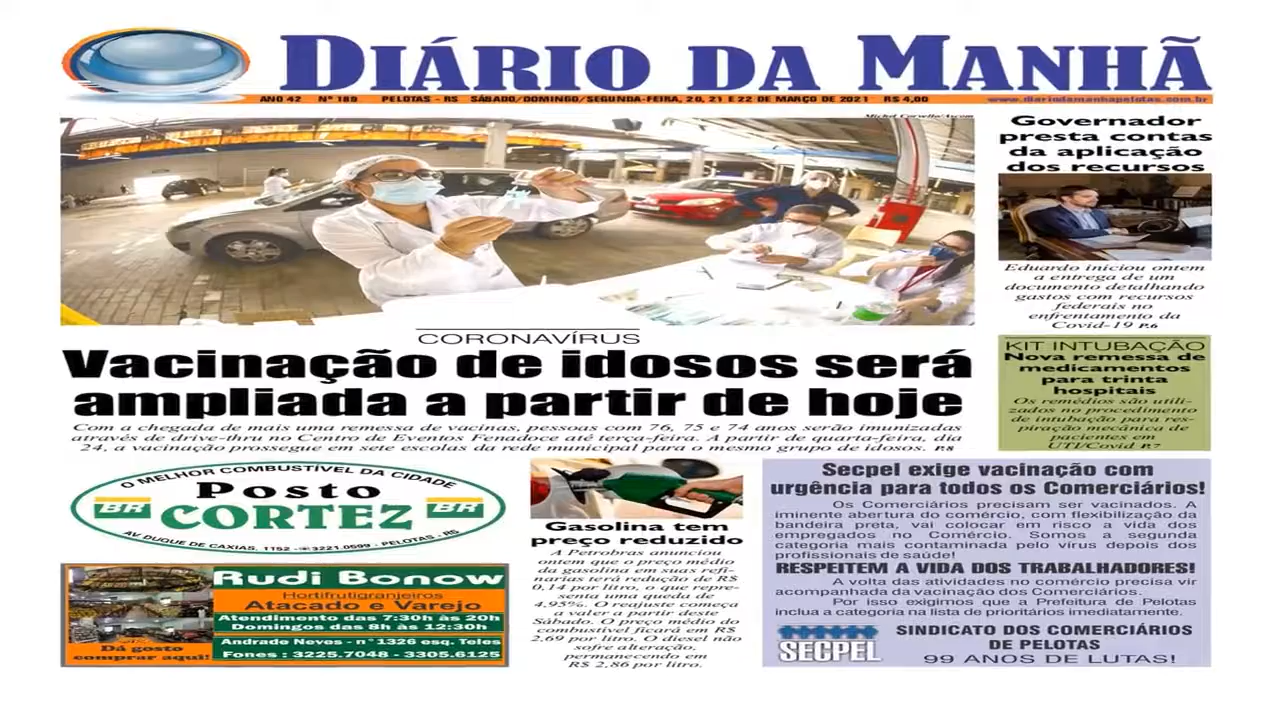 DIÁRIO DA MANHÃ
ANO 42 Nº 189 PELOTAS - RS SÁBADO/DOMINGO/SEGUNDA-FEIRA, 20, 21 E 22 DE MARÇO DE 2021 R$ 4,00 www.diariodamanhapelotas.com.br
Michel Corvello/Ascom
CORONAVÍRUS
Vacinação de idosos será
ampliada a partir de hoje
Com a chegada de mais uma remessa de vacinas, pessoas com 76, 75 e 74 anos serão imunizadas
através de drive-thru no Centro de Eventos Fenadoce até terça-feira. A partir de quarta-feira, dia
24, a vacinação prossegue em sete escolas da rede municipal para o mesmo grupo de idosos. P.8
Governador
presta contas
da aplicação
dos recursos
Eduardo iniciou ontem
a entrega de um
documento detalhando
gastos com recursos
federais no
enfrentamento da
Covid-19 P.6
KIT INTUBAÇÃO
Nova remessa de
medicamentos
para trinta
hospitais
Os remédios são utili-
zados no procedimento
de intubação para res-
piração mecânica de
pacientes em
UTI/Covid P.7
O MELHOR COMBUSTÍVEL DA CIDADE
Posto
BR CORTEZ BR
AV DUQUE DE CAXIAS, 1152 - ☏3221.0599 - PELOTAS - RS
Rudi Bonow
Hortifrutigranjeiros
Atacado e Varejo
Atendimento das 7:30h às 20h
Domingos das 8h às 12:30h
Andrade Neves - n°1326 esq. Teles
Fones : 3225.7048 - 3305.6125
Dá gosto
comprar aqui!
Gasolina tem
preço reduzido
A Petrobras anunciou
ontem que o preço médio
da gasolina em suas refi-
narias terá redução de R$
0,14 por litro, o que repre-
senta uma queda de
4,95%. O reajuste começa
a valer a partir deste
Sábado. O preço médio do
combustível ficará em R$
2,69 por litro. O diesel não
sofre alteração,
permanecendo em
R$ 2,86 por litro.
Secpel exige vacinação com
urgência para todos os Comerciários!
Os Comerciários precisam ser vacinados. A
iminente abertura do comércio, com flexibilização da
bandeira preta, vai colocar em risco a vida dos
empregados no Comércio. Somos a segunda
categoria mais contaminada pelo vírus depois dos
profissionais de saúde!
RESPEITEM A VIDA DOS TRABALHADORES!
A volta das atividades no comércio precisa vir
acompanhada da vacinação dos Comerciários.
Por isso exigimos que a Prefeitura de Pelotas
inclua a categoria na lista de prioritários imediatamente.
SECPEL
SINDICATO DOS COMERCIÁRIOS
DE PELOTAS
99 ANOS DE LUTAS!